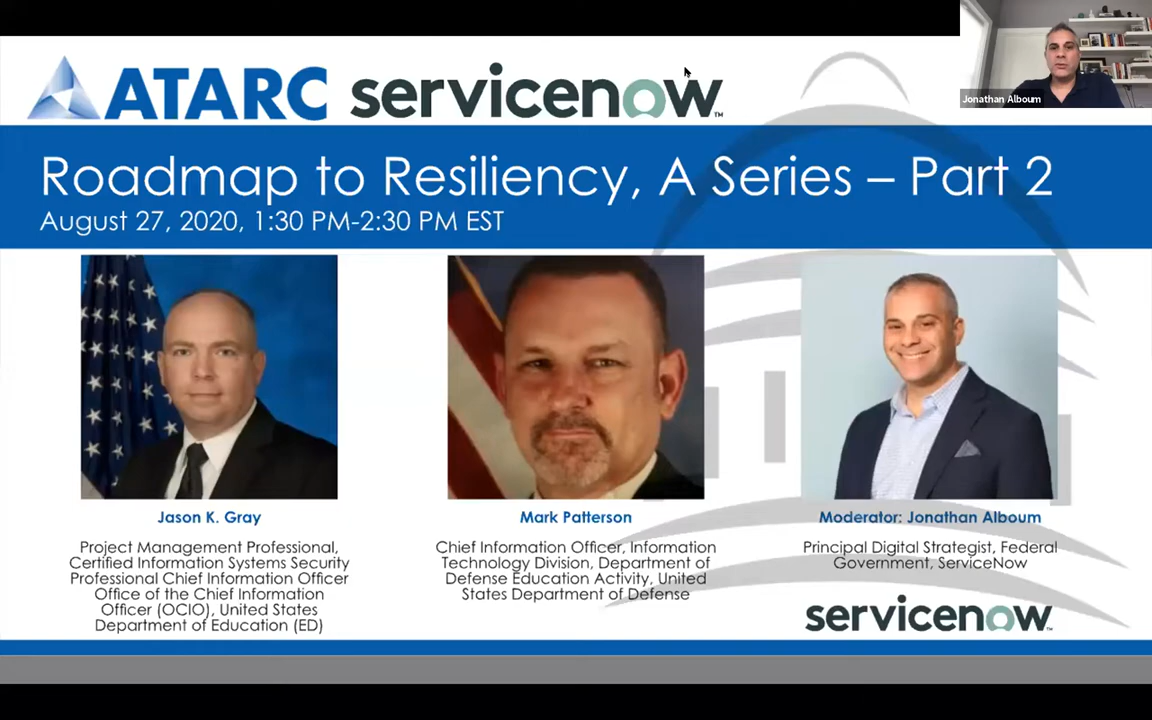 ATARC servicenow™
Jonathan Alboum
Roadmap to Resiliency, A Series – Part 2
August 27, 2020, 1:30 PM-2:30 PM EST
Jason K. Gray
Project Management Professional,
Certified Information Systems Security
Professional Chief Information Officer
Office of the Chief Information
Officer (OCIO), United States
Department of Education (ED)
Mark Patterson
Chief Information Officer, Information
Technology Division, Department of
Defense Education Activity, United
States Department of Defense
Moderator: Jonathan Alboum
Principal Digital Strategist, Federal
Government, ServiceNow
servicenow™